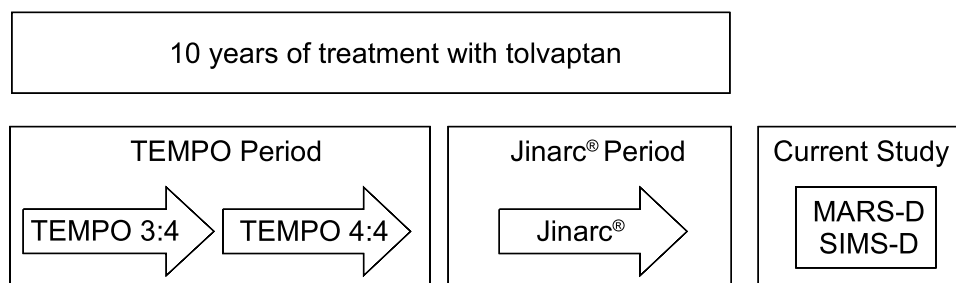 10 years of treatment with tolvaptan
TEMPO Period
TEMPO 3:4
TEMPO 4:4
Jinarc® Period
Jinarc®
Current Study
MARS-D
SIMS-D